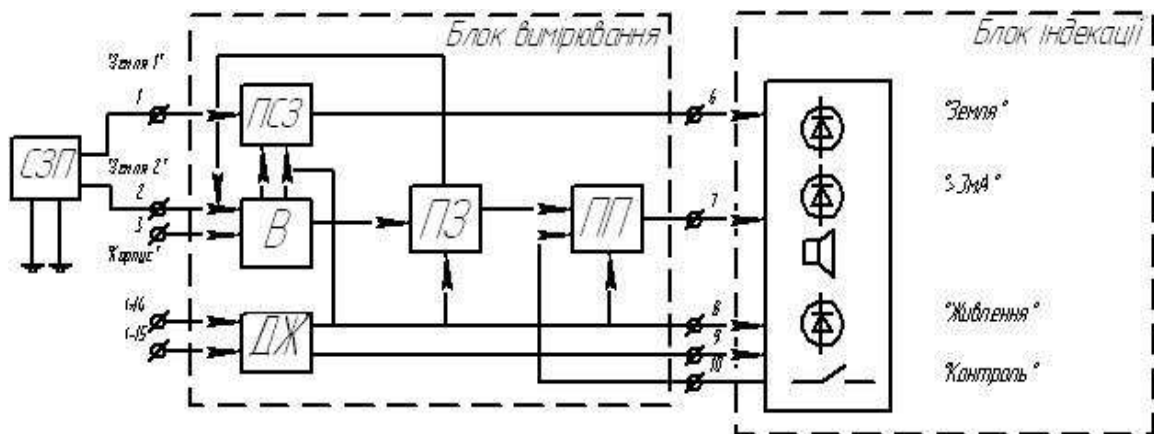 Блок вимірювання
Блок індекації
"Земля 1"
1
6
"Земля"
ПСЗ
СЗП
"Земля 2"
2
7
">3мА"
3
В
ПЗ
ПП
"Корпус"
8
"Живлення"
ДЖ
9
10
"Контроль"